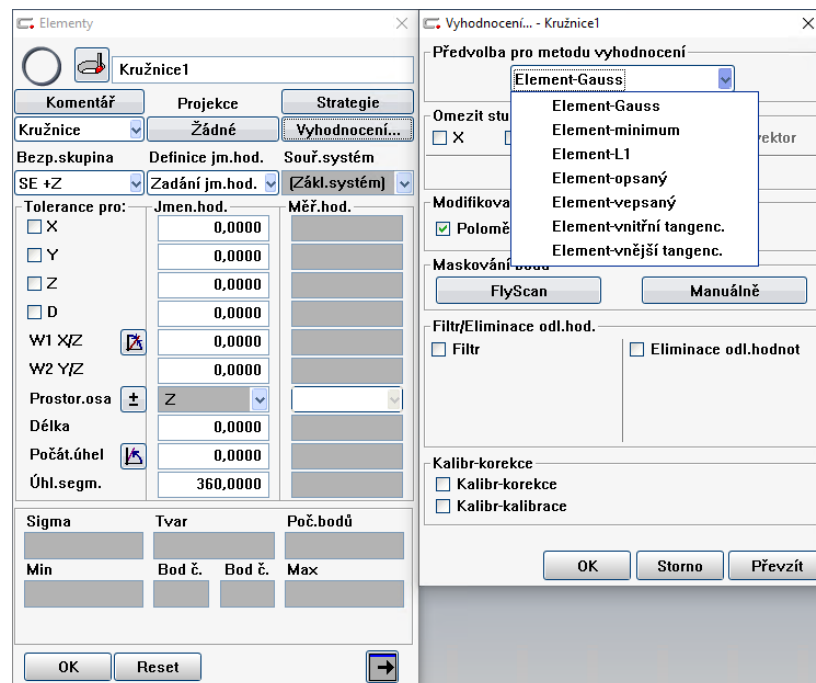 Elementy
Kružnice1
Komentář
Projekce
Strategie
Kružnice
Žádné
Vyhodnocení...
Bezp.skupina
Definice jm.hod.
Souř.systém
SE +Z
Zadání jm.hod.
(Zákl.systém)
Tolerance pro:
Jmen.hod.
Měř.hod.
X
0,0000
Y
0,0000
Z
0,0000
D
0,0000
W1 X/Z
0,0000
W2 Y/Z
0,0000
Prostor.osa
±
Z
Délka
0,0000
Počát.úhel
0,0000
Úhl.segm.
360,0000
Sigma
Tvar
Poč.bodů
Min
Bod č.
Bod č.
Max
OK
Reset
Vyhodnocení... - Kružnice1
Předvolba pro metodu vyhodnocení
Element-Gauss
Element-Gauss
Element-minimum
Element-L1
Element-opsaný
Element-vepsaný
Element-vnitřní tangenc.
Element-vnější tangenc.
Omezit stu
X
ektor
Modifikova
Polomě
Maskování bodů
FlyScan
Manuálně
Filtr/Eliminace odl.hod.
Filtr
Eliminace odl.hodnot
Kalibr-korekce
Kalibr-korekce
Kalibr-kalibrace
OK
Storno
Převzít